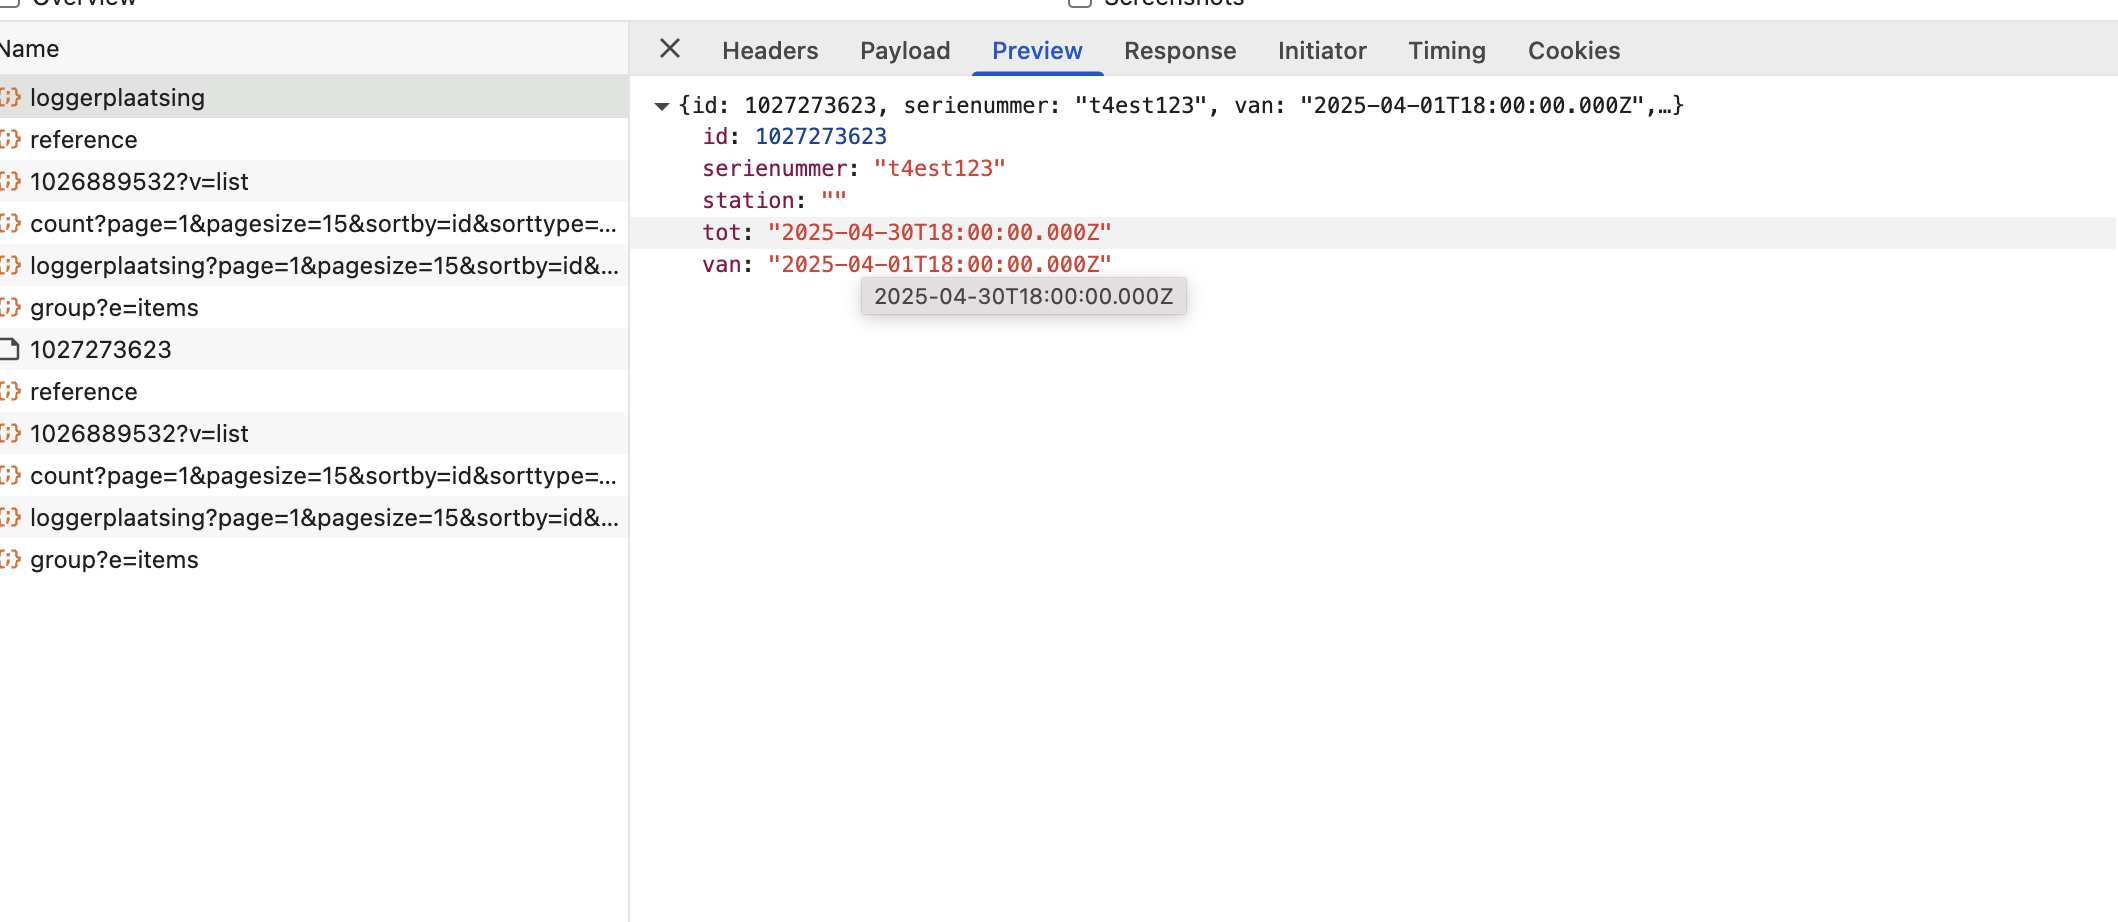 Overview
Screenshots
Name
Headers Payload Preview Response Initiator Timing Cookies
loggerplaatsing
reference
1026889532?v=list
count?page=1&pagesize=15&sortby=id&sorttype=...
loggerplaatsing?page=1&pagesize=15&sortby=id&...
group?e=items
1027273623
reference
1026889532?v=list
count?page=1&pagesize=15&sortby=id&sorttype=...
loggerplaatsing?page=1&pagesize=15&sortby=id&...
group?e=items
{id: 1027273623, serienummer: "t4est123", van: "2025-04-01T18:00:00.000Z",…}
id: 1027273623
serienummer: "t4est123"
station: ""
tot: "2025-04-30T18:00:00.000Z"
van: "2025-04-01T18:00:00.000Z"
2025-04-30T18:00:00.000Z